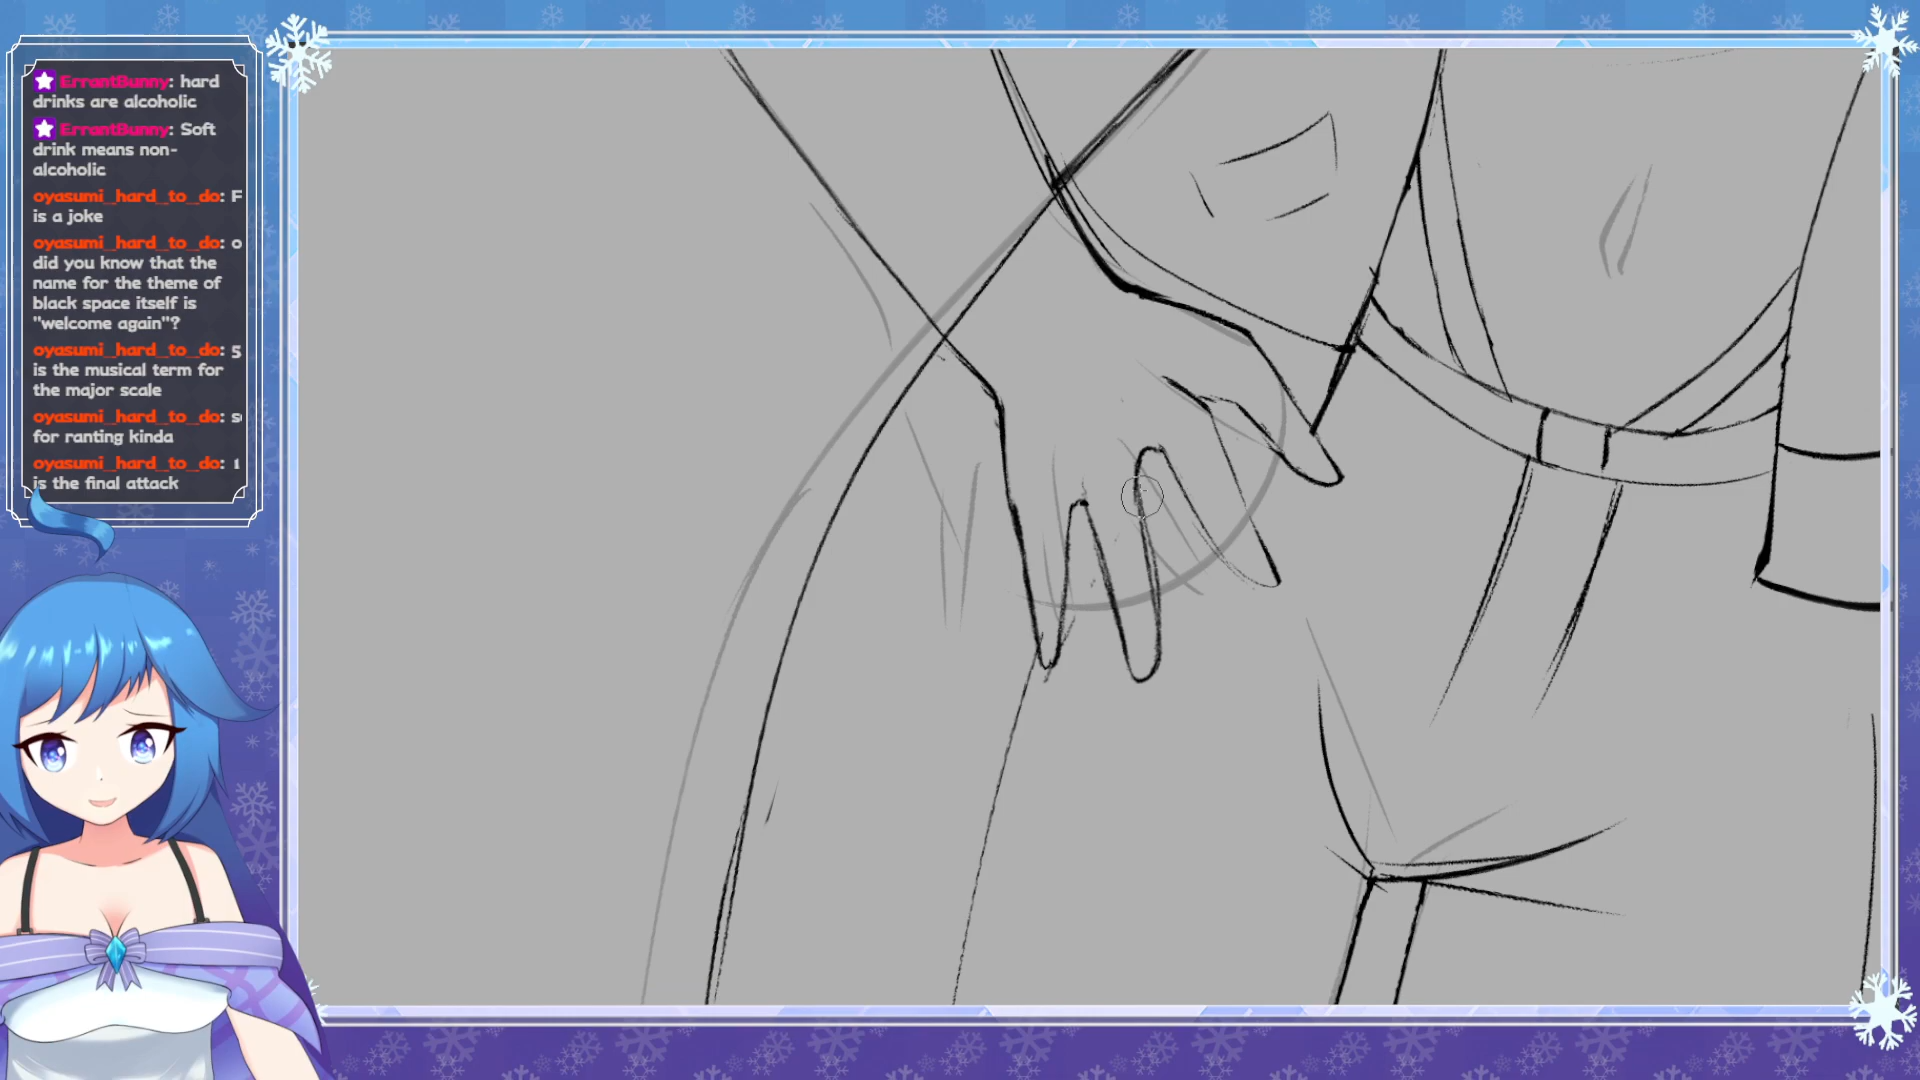 ErrantBunny: hard
drinks are alcoholic
ErrantBunny: Soft
drink means non-
alcoholic
oyasumi_hard_to_do: F
is a joke
oyasumi_hard_to_do: o
did you know that the
name for the theme of
black space itself is
"welcome again"?
oyasumi_hard_to_do: 5
is the musical term for
the major scale
oyasumi_hard_to_do:
for ranting kinda
oyasumi_hard_to_do: 1
is the final attack